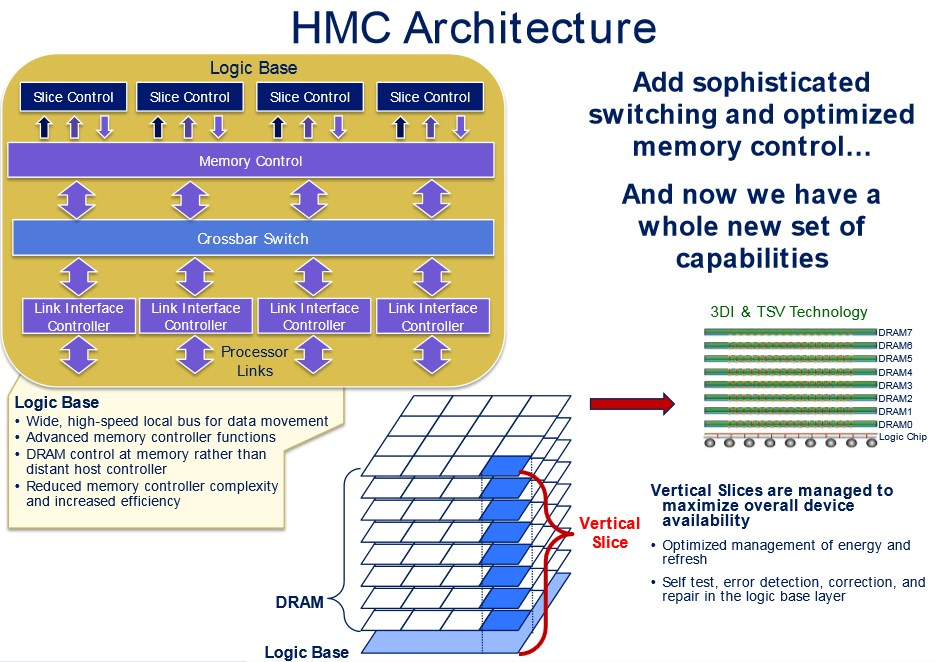 HMC Architecture
Logic Base
Slice Control
Slice Control
Slice Control
Slice Control
Memory Control
Crossbar Switch
Link Interface
Controller
Link Interface
Controller
Link Interface
Controller
Link Interface
Controller
Processor
Links
Add sophisticated
switching and optimized
memory control…
And now we have a
whole new set of
capabilities
Logic Base
• Wide, high-speed local bus for data movement
• Advanced memory controller functions
• DRAM control at memory rather than
distant host controller
• Reduced memory controller complexity
and increased efficiency
3DI & TSV Technology
DRAM7
DRAM6
DRAM5
DRAM4
DRAM3
DRAM2
DRAM1
DRAM0
Logic Chip
Vertical
Slice
DRAM
Logic Base
Vertical Slices are managed to
maximize overall device
availability
• Optimized management of energy and
refresh
• Self test, error detection, correction, and
repair in the logic base layer